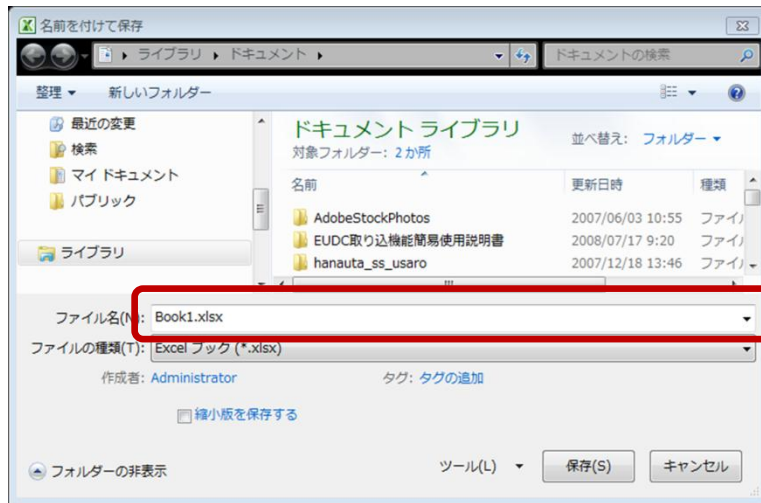 名前を付けて保存
ライブラリ ドキュメント ドキュメントの検索
整理 新しいフォルダー
最近の変更
検索
マイ ドキュメント
パブリック
ライブラリ
ドキュメント ライブラリ
対象フォルダー: 2 か所
並べ替え: フォルダー
名前 更新日時 種類
AdobeStockPhotos 2007/06/03 10:55 ファイ
EUDC取り込機能簡易使用説明書 2008/07/17 9:20 ファイ
hanauta_ss_usaro 2007/12/18 13:46 ファイ
ファイル名(N): Book1.xlsx
ファイルの種類(T): Excel ブック (*.xlsx)
作成者: Administrator タグ: タグの追加
縮小版を保存する
フォルダーの非表示 ツール(L) 保存(S) キャンセル